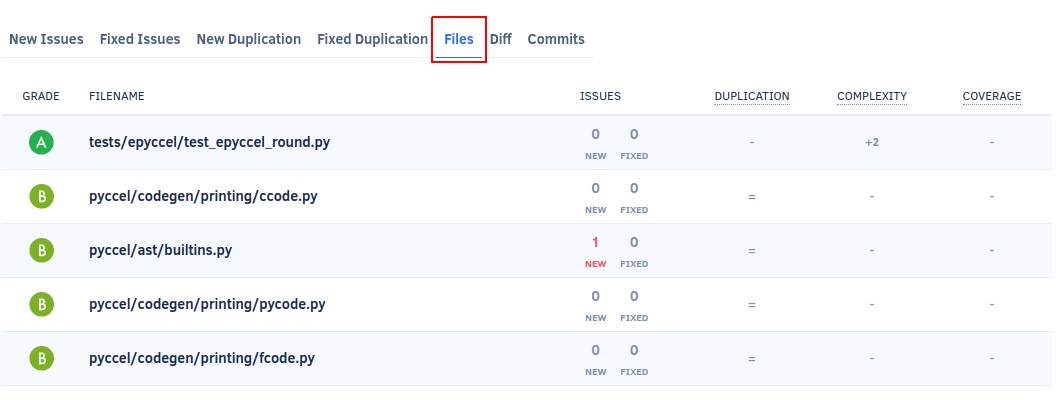 New Issues Fixed Issues New Duplication Fixed Duplication Files Diff Commits
GRADE FILENAME ISSUES DUPLICATION COMPLEXITY COVERAGE
A tests/epyccel/test_epyccel_round.py 0 NEW 0 FIXED - +2 -
B pyccel/codegen/printing/ccode.py 0 NEW 0 FIXED = - -
B pyccel/ast/builtins.py 1 NEW 0 FIXED = - -
B pyccel/codegen/printing/pycode.py 0 NEW 0 FIXED = - -
B pyccel/codegen/printing/fcode.py 0 NEW 0 FIXED = - -